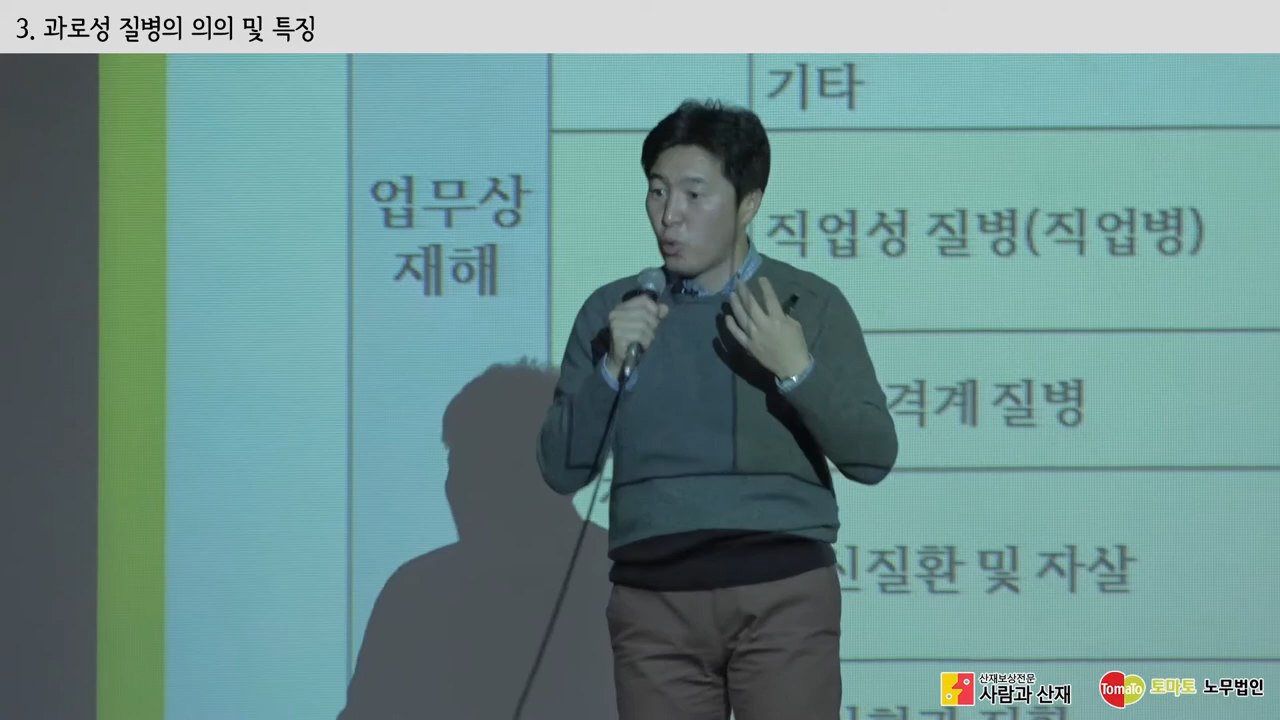 3. 과로성 질병의 의의 및 특징
기타
업무상
재해
직업성 질병(직업병)
격계 질병
질환 및 자살
산재보상전문
사람과 산재
TomaTo 토마토 노무법인